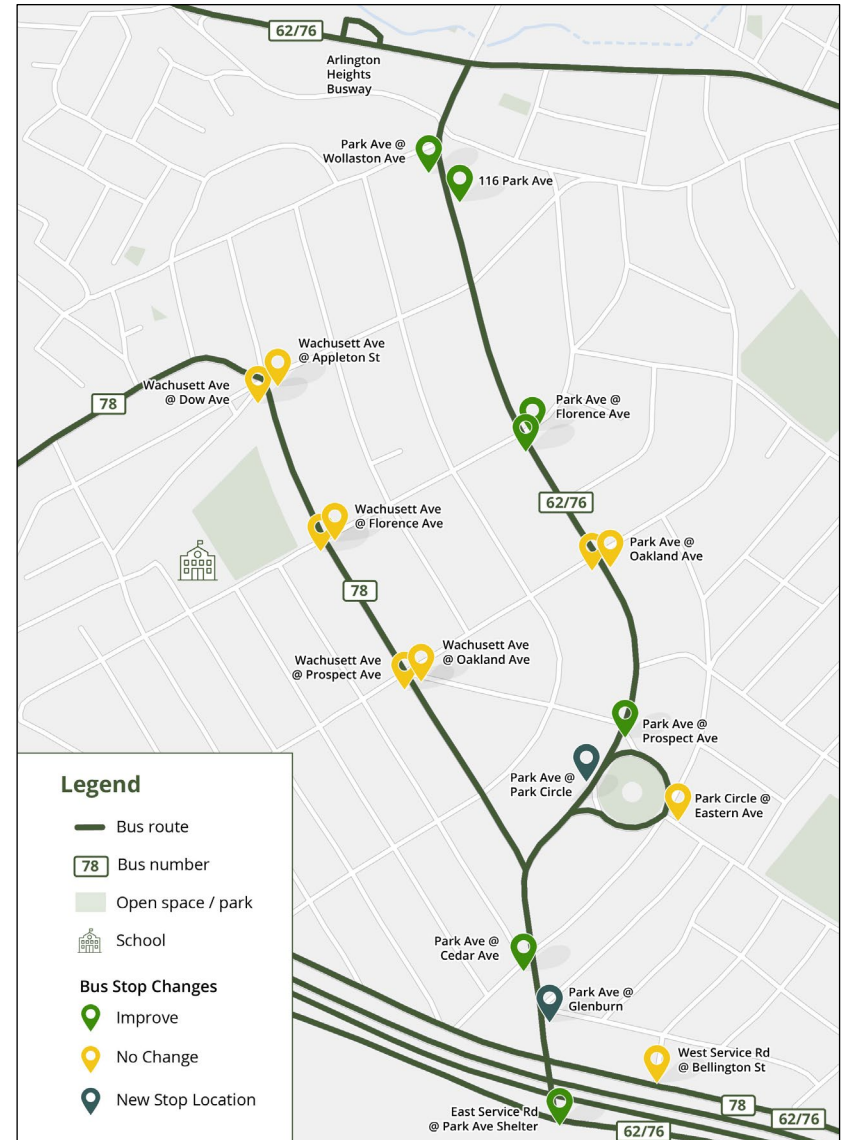 62/76
Arlington
Heights
Busway
Park Ave @
Wollaston Ave
116 Park Ave
Wachusett Ave
@ Appleton St
Wachusett Ave
@ Dow Ave
78
Park Ave @
Florence Ave
62/76
Wachusett Ave
@ Florence Ave
Park Ave @
Oakland Ave
78
Wachusett Ave
@ Oakland Ave
Wachusett Ave
@ Prospect Ave
Park Ave @
Prospect Ave
Park Ave @
Park Circle
Park Circle @
Eastern Ave
Legend
Bus route
78 Bus number
Open space / park
School
Bus Stop Changes
Improve
No Change
New Stop Location
Park Ave @
Cedar Ave
Park Ave @
Glenburn
West Service Rd
@ Bellington St
East Service Rd
@ Park Ave Shelter
78
62/76
62/76